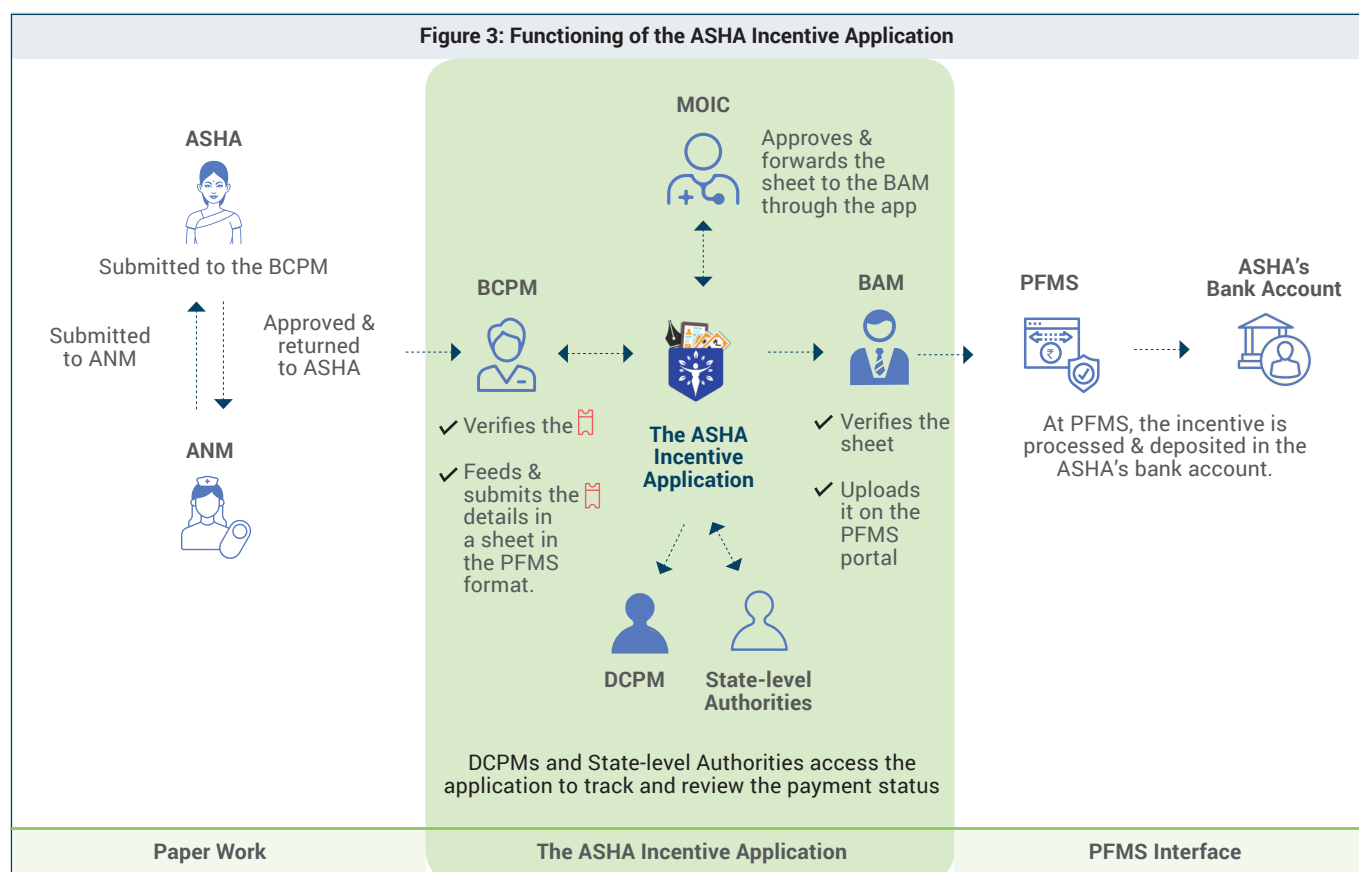 Figure 3: Functioning of the ASHA Incentive Application
ASHA
Submitted to the BCPM
Submitted
to ANM
Approved &
returned
to ASHA
ANM
MOIC
Approves &
forwards the
sheet to the BAM
through the app
BCPM
✓ Verifies the
✓ Feeds &
submits the
details in
a sheet in
the PFMS
format.
The ASHA
Incentive
Application
BAM
✓ Verifies the
sheet
✓ Uploads
it on the
PFMS
portal
DCPM
State-level
Authorities
DCPMs and State-level Authorities access the
application to track and review the payment status
PFMS
₹
ASHA's
Bank Account
At PFMS, the incentive is
processed & deposited in the
ASHA's bank account.
Paper Work
The ASHA Incentive Application
PFMS Interface